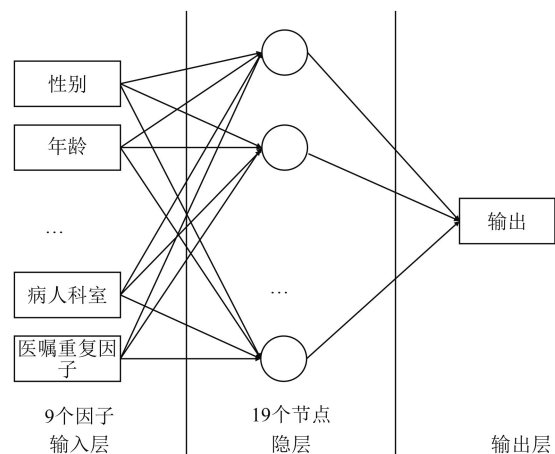 性别
年龄
…
病人科室
医嘱重复因
子
…
输出
9个因子
输入层
19个节点
隐层
输出层